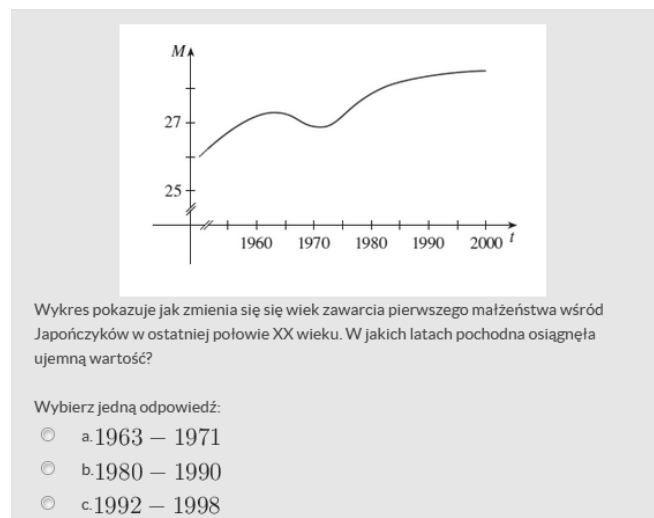 M
27
25
1960 1970 1980 1990 2000 t
Wykres pokazuje jak zmienia się się wiek zawarcia pierwszego małżeństwa wśród
Japończyków w ostatniej połowie XX wieku. W jakich latach pochodna osiągnęła
ujemną wartość?
Wybierz jedną odpowiedź:
a. 1963 – 1971
b. 1980 – 1990
c. 1992 – 1998